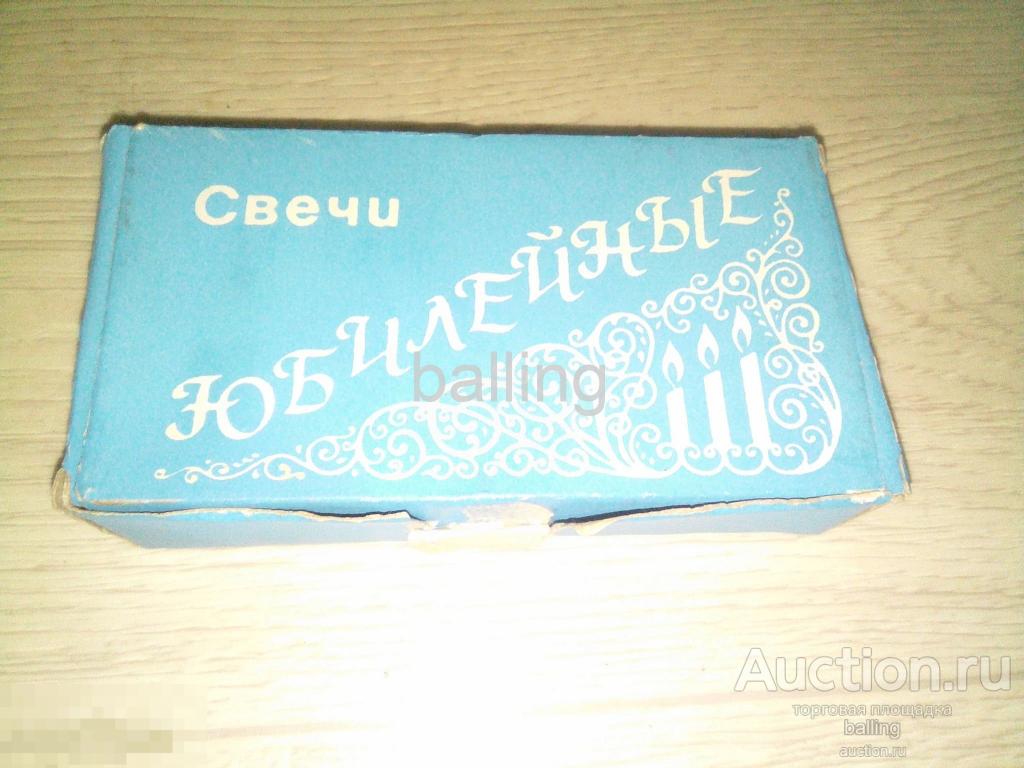 Свечи
ЮБИЛЕЙНЫЕ
balling
Auction.ru
торговая площадка
balling
auction.ru